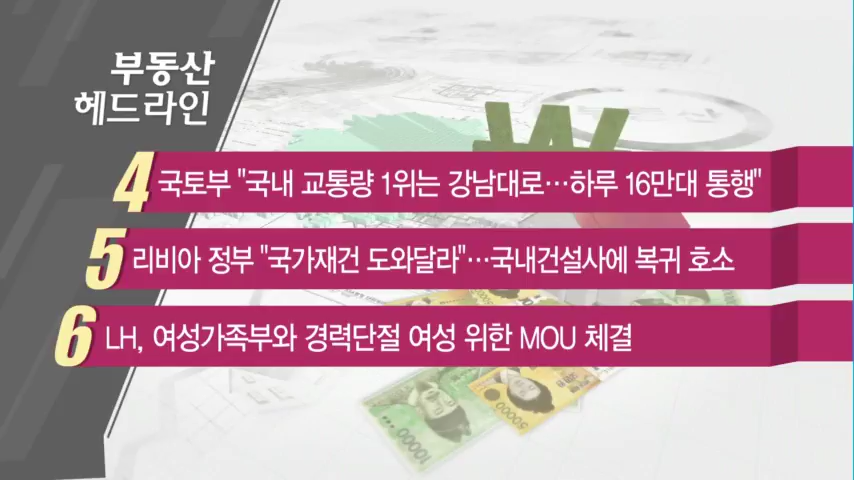 부동산
헤드라인
4 국토부 "국내 교통량 1위는 강남대로…하루 16만대 통행"
5 리비아 정부 "국가재건 도와달라"…국내건설사에 복귀 호소
6 LH, 여성가족부와 경력단절 여성 위한 MOU 체결
10000
50000